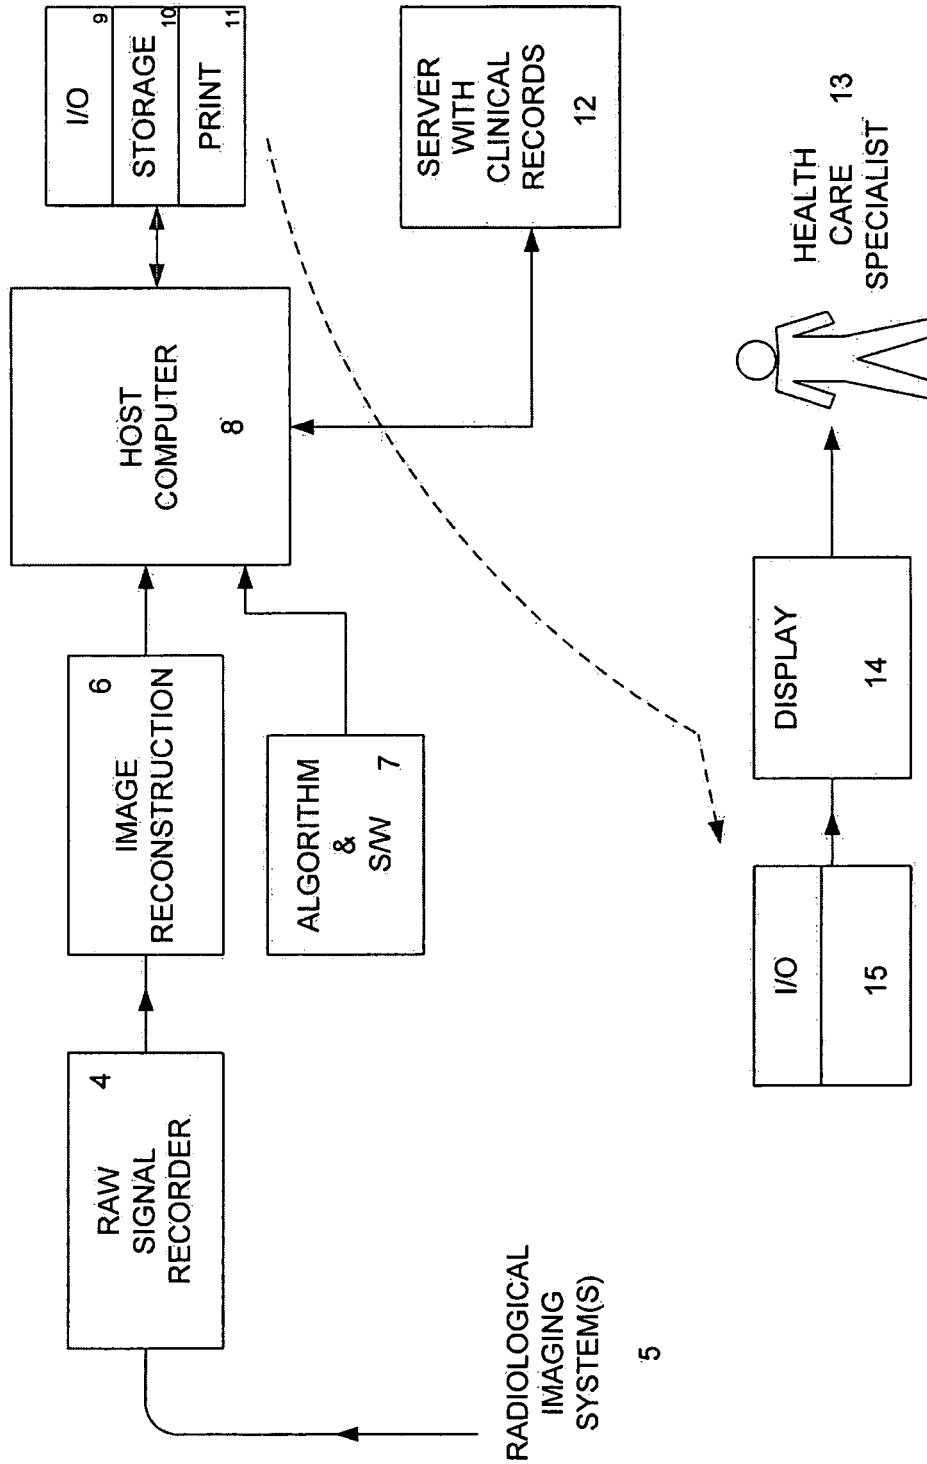 RADIOLOGICAL
IMAGING
SYSTEM(S)
5
RAW
SIGNAL
RECORDER
4
IMAGE
RECONSTRUCTION
6
ALGORITHM
&
S/W
7
HOST
COMPUTER
8
I/O
9
STORAGE
10
PRINT
11
SERVER
WITH
CLINICAL
RECORDS
12
I/O
15
DISPLAY
14
HEALTH
CARE
SPECIALIST
13